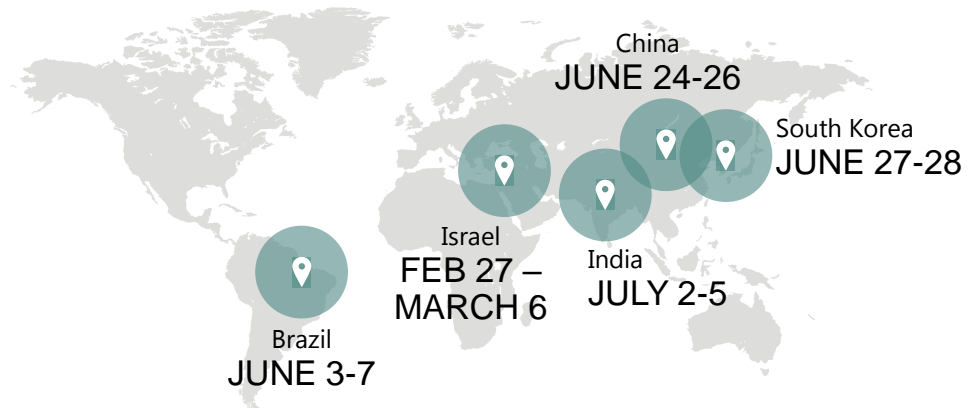 China
JUNE 24-26
South Korea
JUNE 27-28
Israel
FEB 27 –
MARCH 6
India
JULY 2-5
Brazil
JUNE 3-7